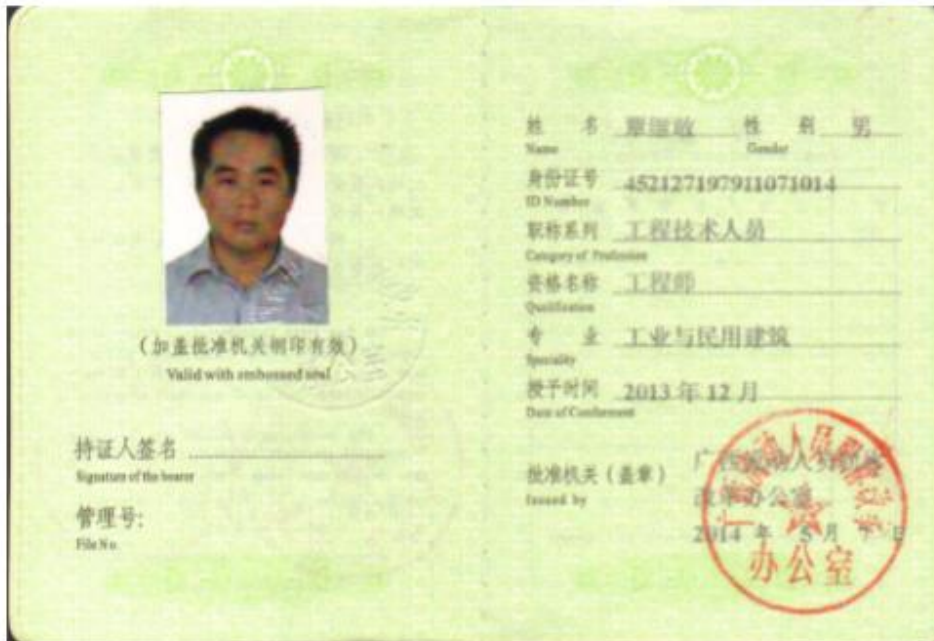 (加盖批准机关钢印有效)
Valid with embossed seal
持证人签名
Signature of the bearer
管理号:
File No.
姓 名 性 别 男
Name Gender
身份证号 452127197911071014
ID Number
职称系列 工程技术人员
Category of Profession
资格名称 工程师
Qualification
专 业 工业与民用建筑
Speciality
授予时间 2013 年 12 月
Date of Conferment
批准机关(盖章)
Issued by 办公室
2014 年 5 月 7 日
办公室